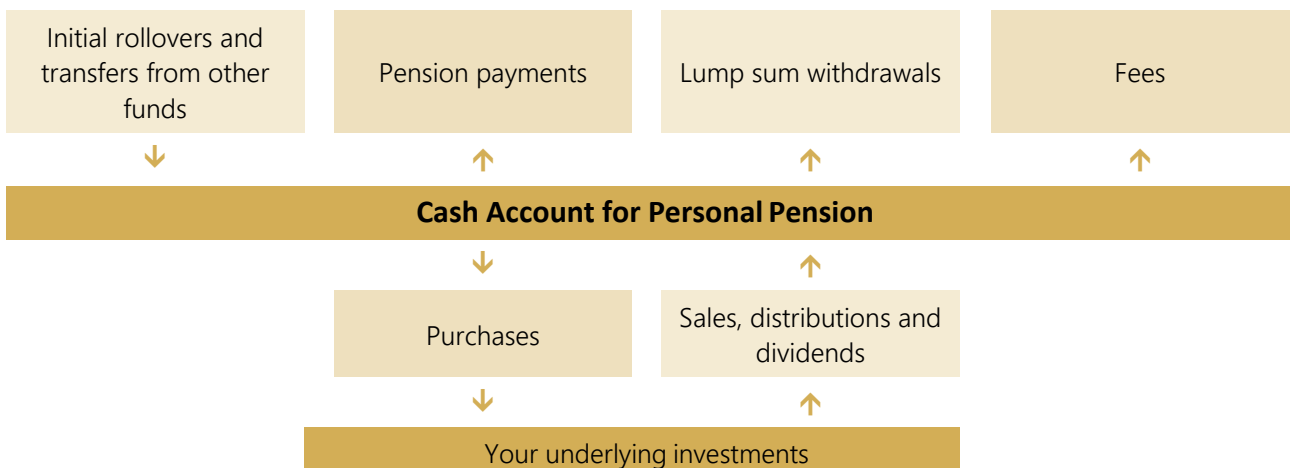 Initial rollovers and
transfers from other
funds
Pension payments
Lump sum withdrawals
Fees
Cash Account for Personal Pension
Purchases
Sales, distributions and
dividends
Your underlying investments